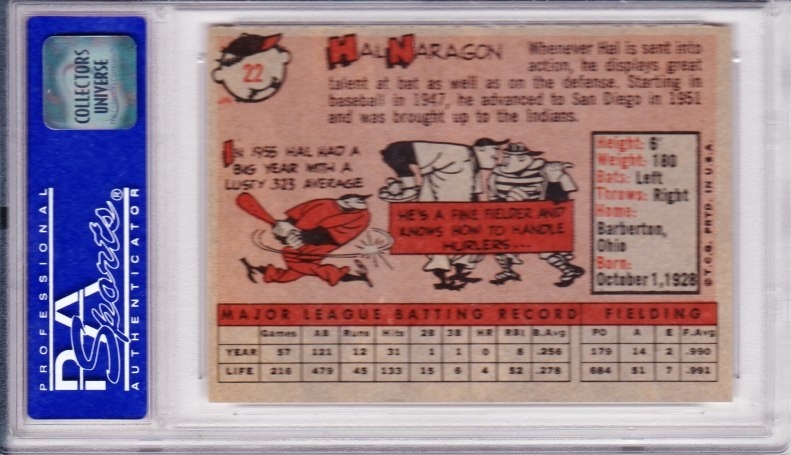 COLLECTORS
UNIVERSE
PROFESSIONAL
PSA
Sports®
AUTHENTICATOR
22
HAL NARAGON
Whenever Hal is sent into
action, he displays great
talent at bat as well as on the defense. Starting in
baseball in 1947, he advanced to San Diego in 1951
and was brought up to the Indians.
IN 1955 HAL HAD A
BIG YEAR WITH A
LUSTY .323 AVERAGE
HE'S A FINE FIELDER AND
KNOWS HOW TO HANDLE
HURLERS...
Height: 6'
Weight: 180
Bats: Left
Throws: Right
Home:
Barberton,
Ohio
Born:
October 1, 1928
©T.C.G. PRTD. IN U.S.A.
MAJOR LEAGUE BATTING RECORD FIELDING
Games AB Runs Hits 2B 3B HR RBI B.Avg PO A E F.Avg
YEAR 57 121 12 31 1 1 0 8 .256 179 14 2 .990
LIFE 216 479 45 133 15 6 4 52 .278 684 51 7 .991